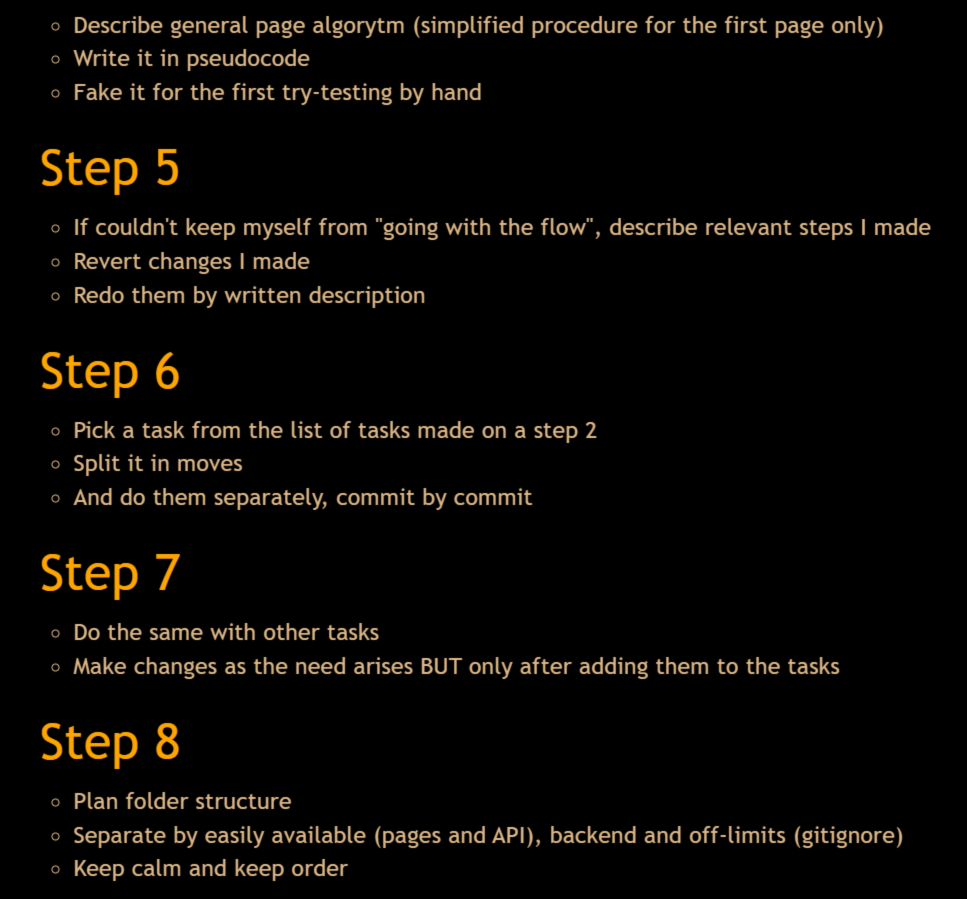 Describe general page algorytm (simplified procedure for the first page only)
Write it in pseudocode
Fake it for the first try-testing by hand
Step 5
If couldn't keep myself from "going with the flow", describe relevant steps I made
Revert changes I made
Redo them by written description
Step 6
Pick a task from the list of tasks made on a step 2
Split it in moves
And do them separately, commit by commit
Step 7
Do the same with other tasks
Make changes as the need arises BUT only after adding them to the tasks
Step 8
Plan folder structure
Separate by easily available (pages and API), backend and off-limits (gitignore)
Keep calm and keep order